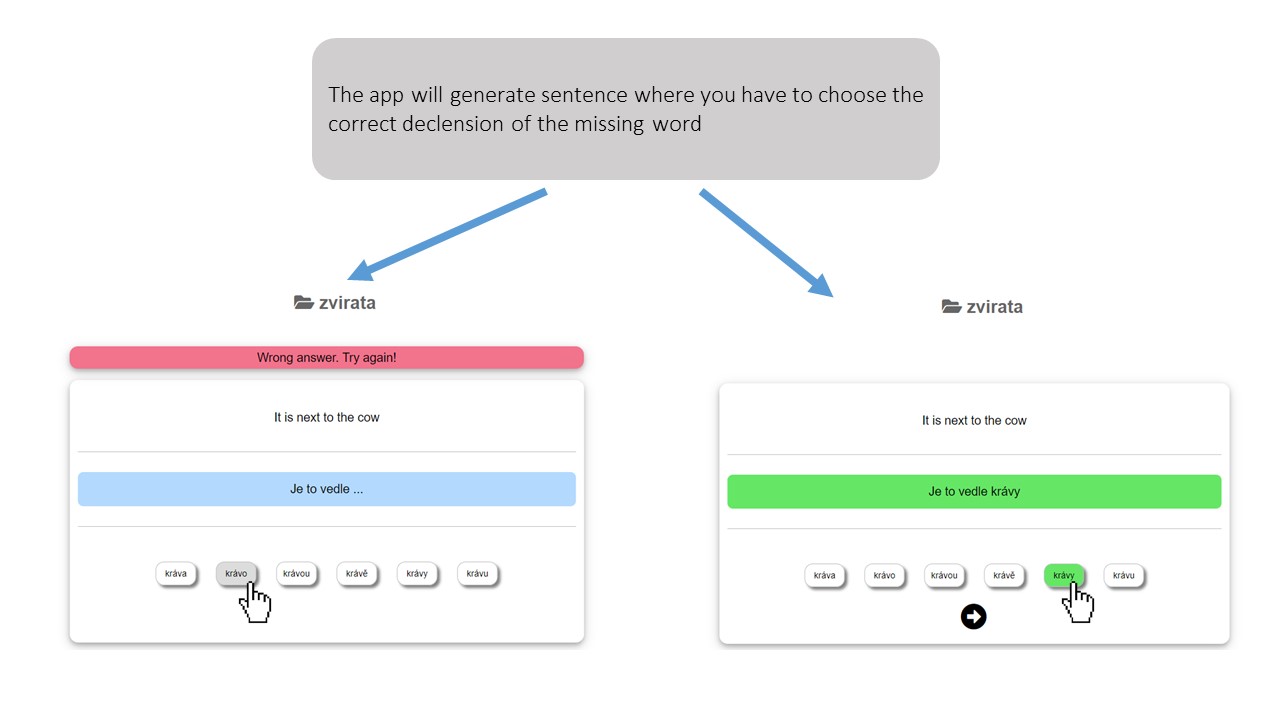 The app will generate sentence where you have to choose the
correct declension of the missing word
zvirata
Wrong answer. Try again!
It is next to the cow
Je to vedle ...
kráva krávo krávou krávě krávy krávu
zvirata
It is next to the cow
Je to vedle krávy
kráva krávo krávou krávě krávy krávu